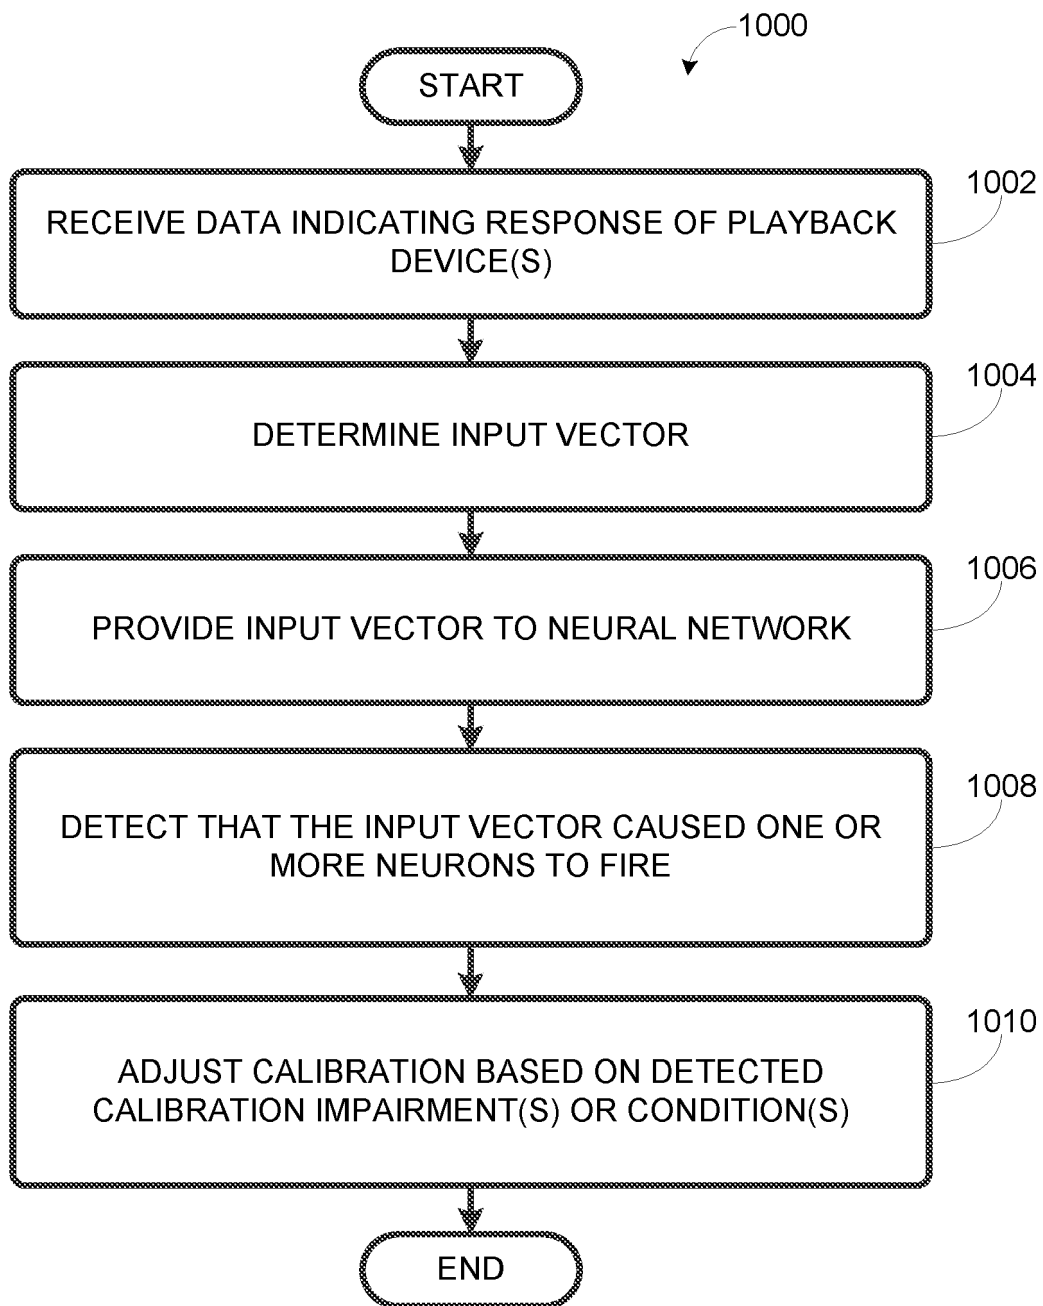 1000
START
1002
RECEIVE DATA INDICATING RESPONSE OF PLAYBACK
DEVICE(S)
1004
DETERMINE INPUT VECTOR
1006
PROVIDE INPUT VECTOR TO NEURAL NETWORK
1008
DETECT THAT THE INPUT VECTOR CAUSED ONE OR
MORE NEURONS TO FIRE
1010
ADJUST CALIBRATION BASED ON DETECTED
CALIBRATION IMPAIRMENT(S) OR CONDITION(S)
END